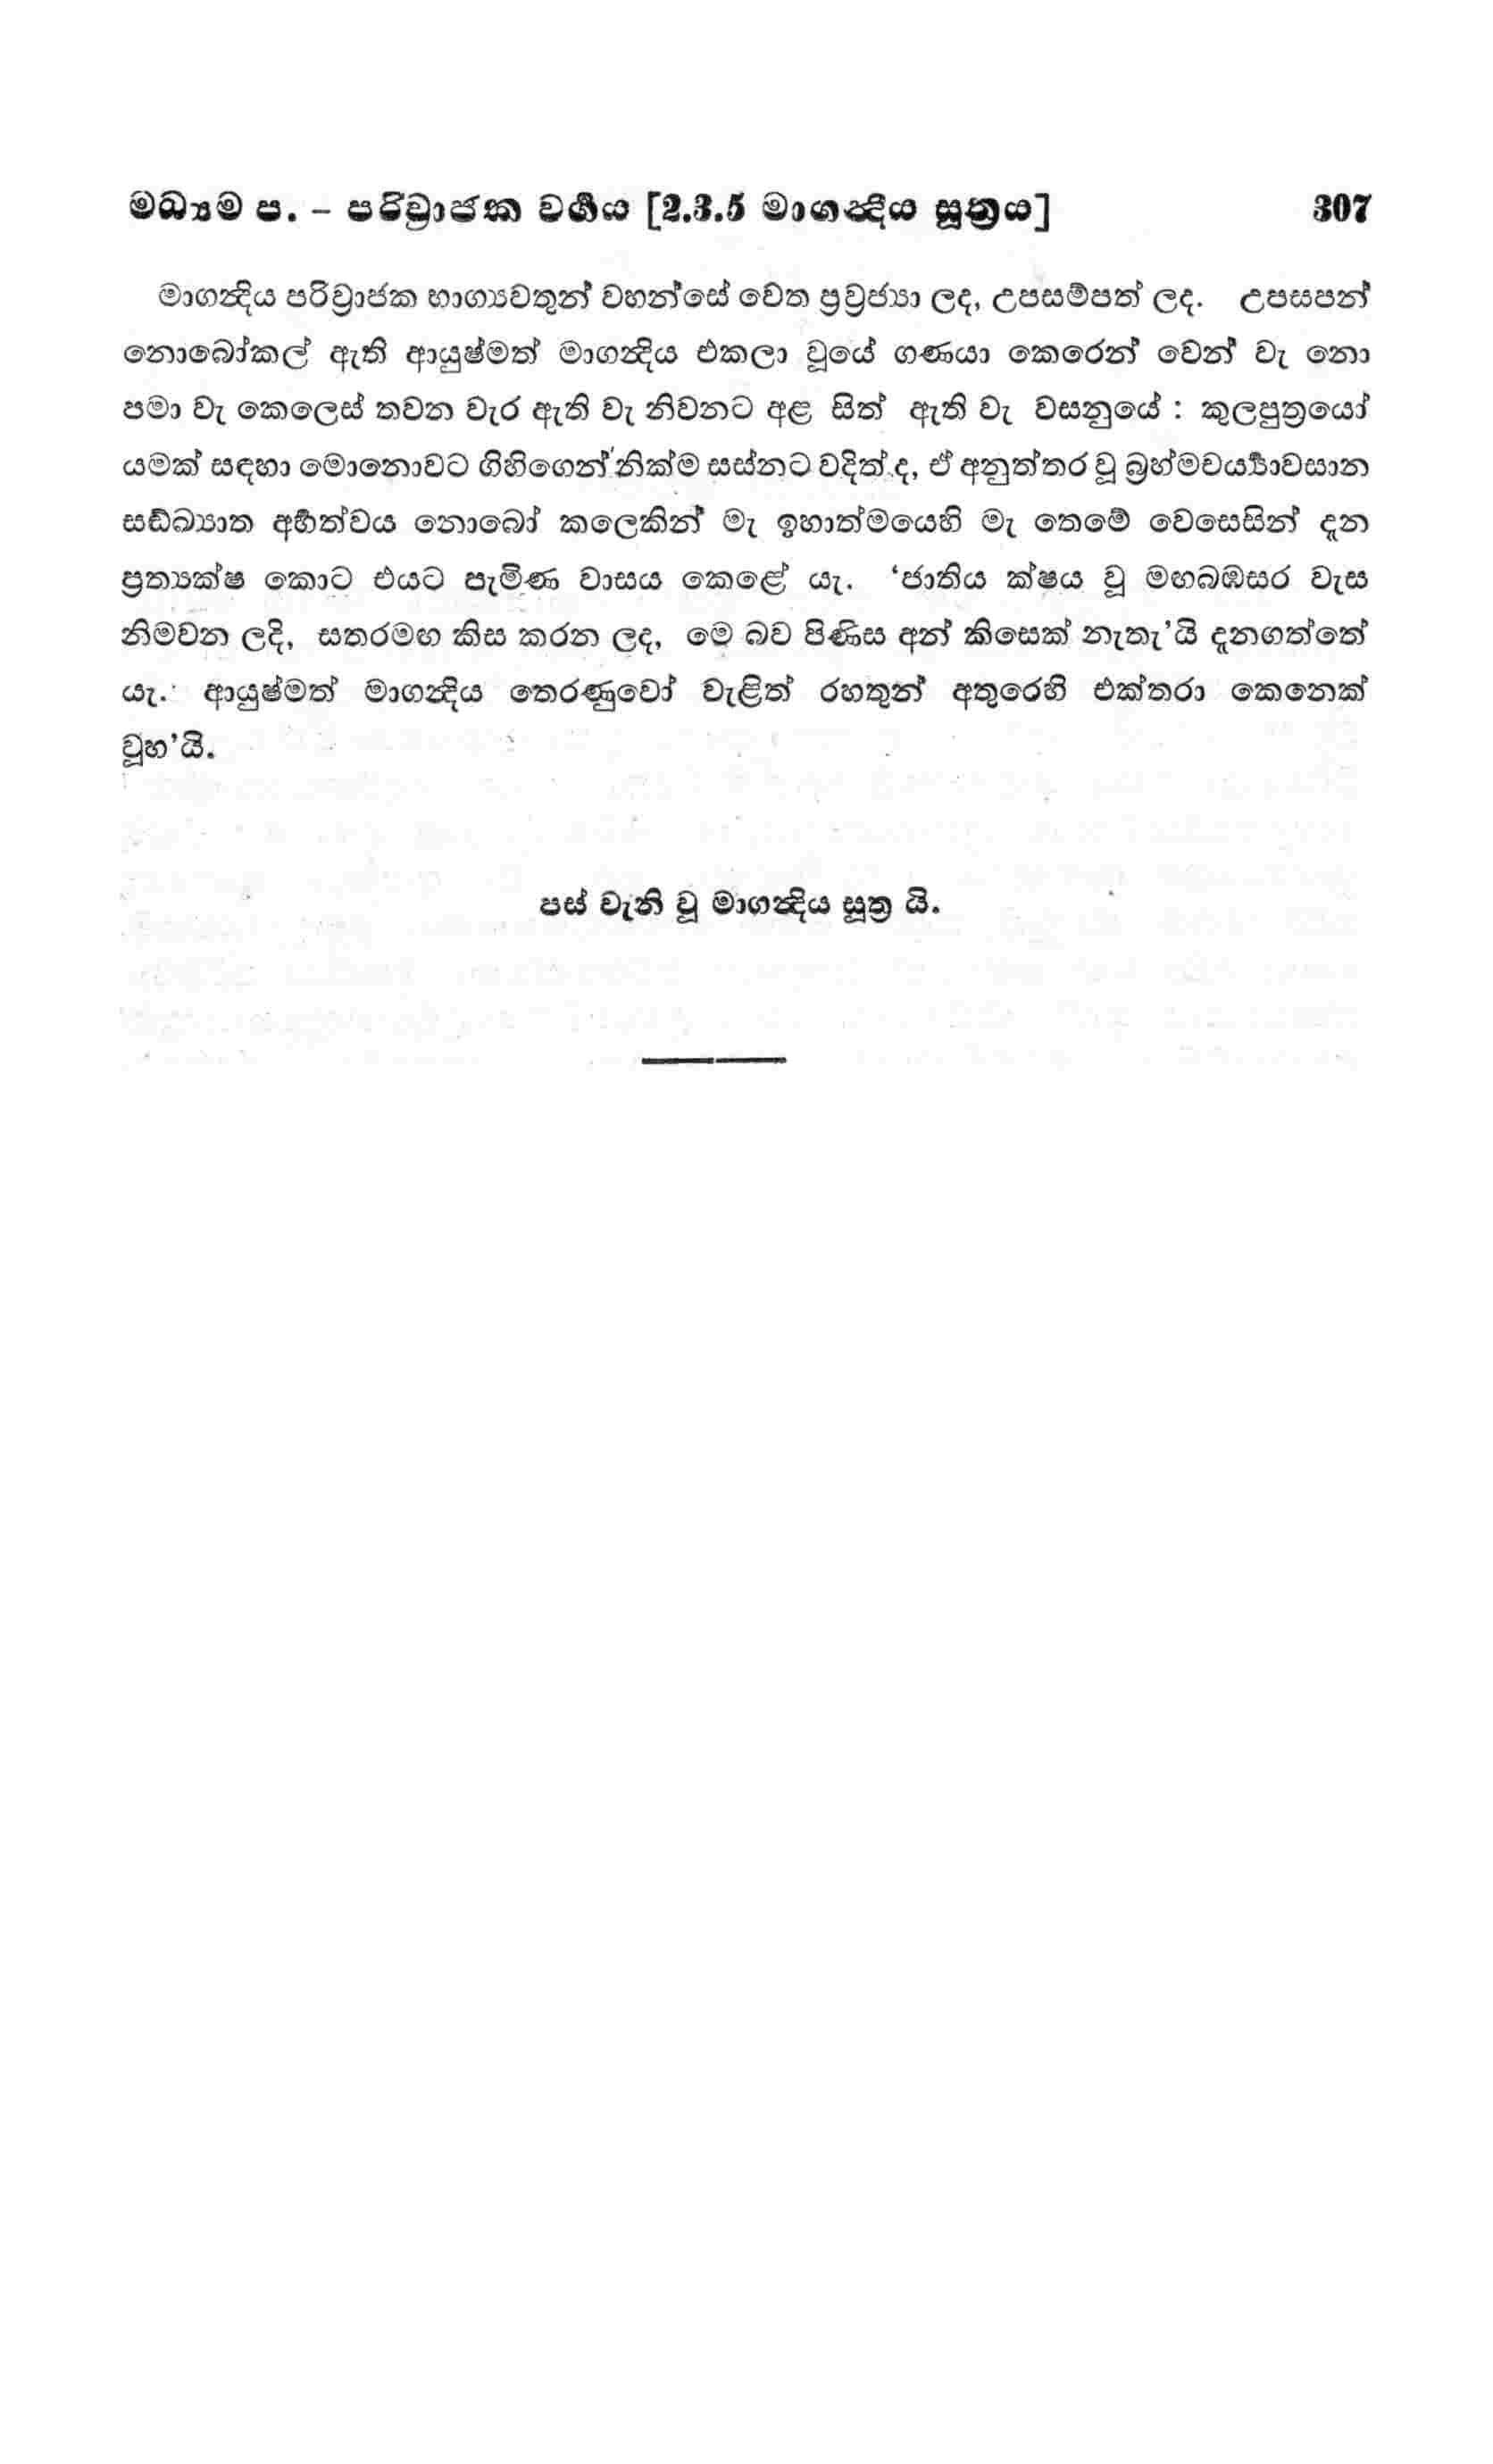 මධ්‍යම ප. – පරිව්‍රාජක වර්‍ගය [2.3.5 මාගන්‍දිය සූත්‍රය] 307
මාගන්‍දිය පරිව්‍රාජක භාග්‍යවතුන් වහන්සේ වෙත ප්‍රව්‍රජ්‍යා ලද, උපසම්පත් ලද. උපසපන්
නොබෝකල් ඇති ආයුෂ්මත් මාගන්‍දිය එකලා වූයේ ගණයා කෙරෙන් වෙන් වැ නො
පමා වැ කෙලෙස් තවන වැර ඇති වැ නිවනට අළ සිත් ඇති වැ වසනුයේ : කුලපුත්‍රයෝ
යමක් සඳහා මොනොවට ගිහිගෙන් නික්ම සස්නට වදිත් ද, ඒ අනුත්තර වූ බ්‍රහ්මචර්‍ය්‍යාවසාන
සඞ්ඛ්‍යාත අර්‍හත්වය නොබෝ කලෙකින් මැ ඉහාත්මයෙහි මැ තෙමේ වෙසෙසින් දැන
ප්‍රත්‍යක්ෂ කොට එයට පැමිණ වාසය කෙළේ යැ. ‘ජාතිය ක්ෂය වූ මඟබඹසර වැස
නිමවන ලදි, සතරමඟ කිස කරන ලද, මෙ බව පිණිස අන් කිසෙක් නැතැ’යි දැනගත්තේ
යැ. ආයුෂ්මත් මාගන්‍දිය තෙරණුවෝ වැළිත් රහතුන් අතුරෙහි එක්තරා කෙනෙක්
වූහ’යි.
පස් වැනි වූ මාගන්‍දිය සූත්‍ර යි.